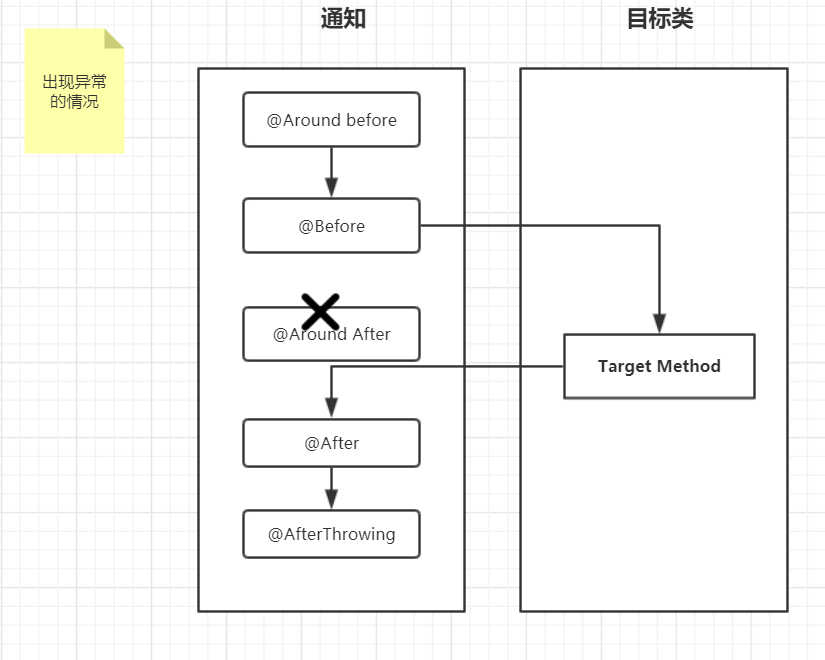 通知
目标类
出现异常
的情况
@Around before
@Before
@Around After
Target Method
@After
@AfterThrowing